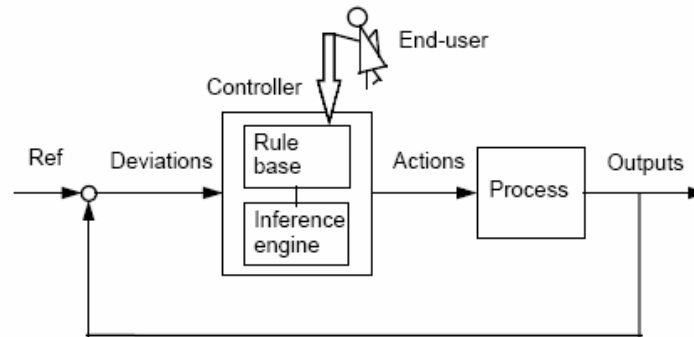 End-user
Controller
Ref
Deviations
Rule
base
Inference
engine
Actions
Process
Outputs